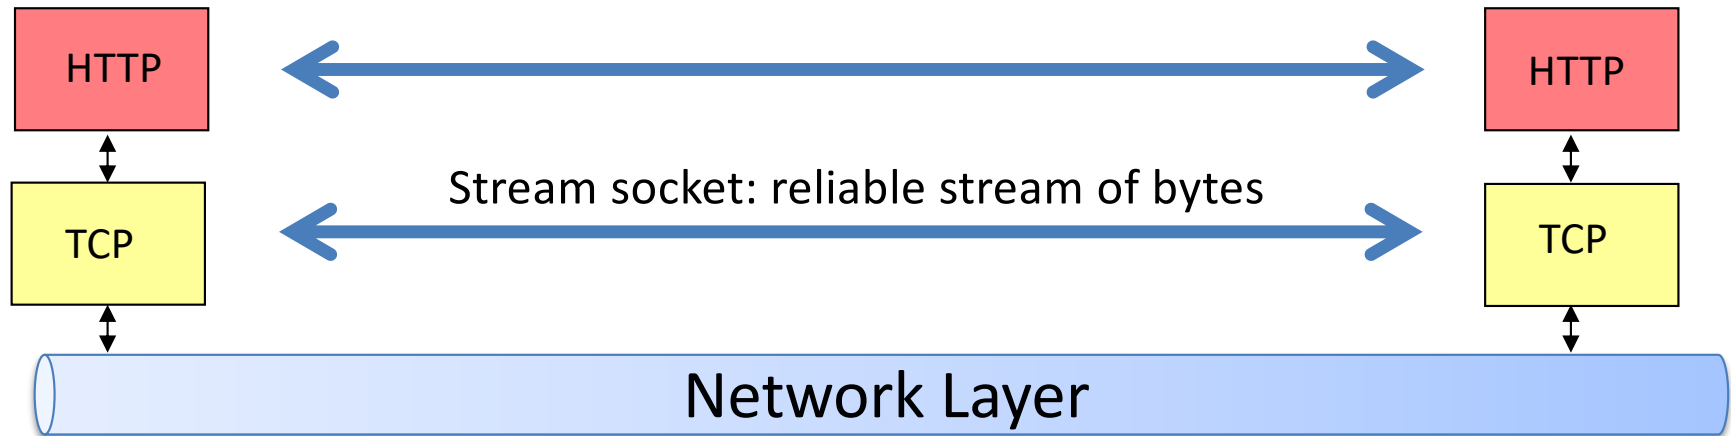 HTTP
HTTP
Stream socket: reliable stream of bytes
TCP
TCP
Network Layer